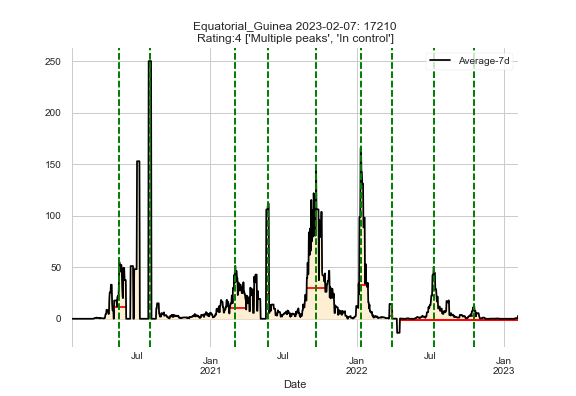 Equatorial_Guinea 2023-02-07: 17210
Rating:4 ['Multiple peaks', 'In control']
Average-7d
250
200
150
100
50
0
Jul
Jan
2021
Jul
Jan
2022
Jul
Jan
2023
Date